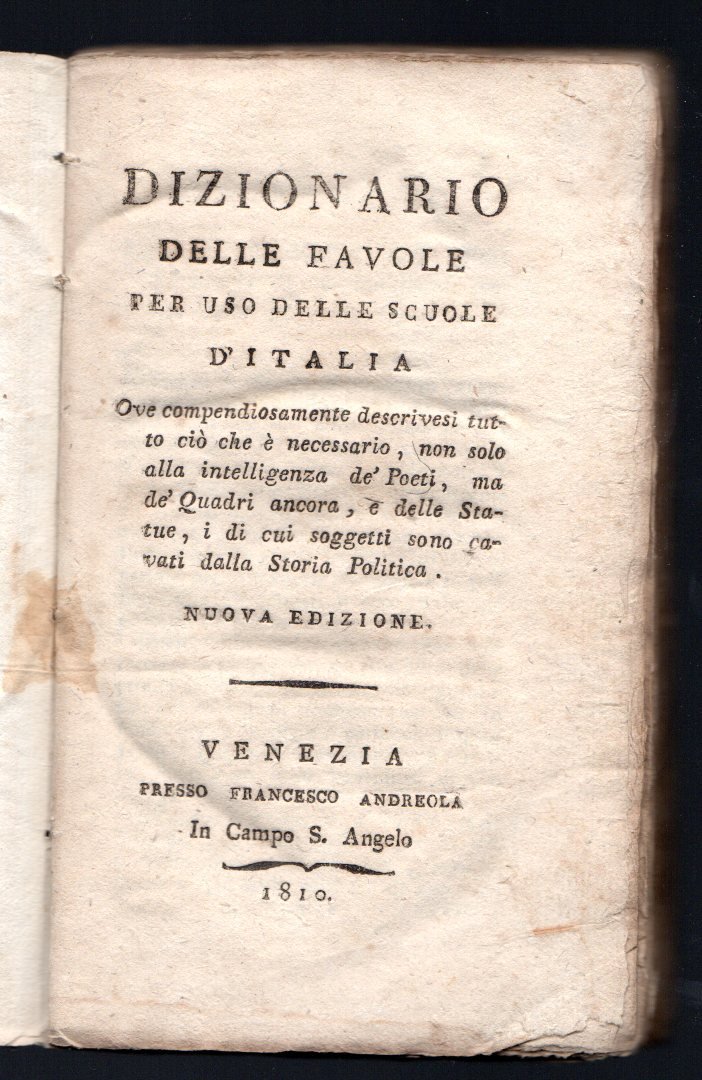 DIZIONARIO
DELLE FAVOLE
PER USO DELLE SCUOLE
D'ITALIA
Ove compendiosamente descrivesi tut-
to ciò che è necessario, non solo
alla intelligenza de' Poeti, ma
de' Quadri ancora, e delle Sta-
tue, i di cui soggetti sono ca-
vati dalla Storia Politica.
NUOVA EDIZIONE.
VENEZIA
PRESSO FRANCESCO ANDREOLA
In Campo S. Angelo
1810.